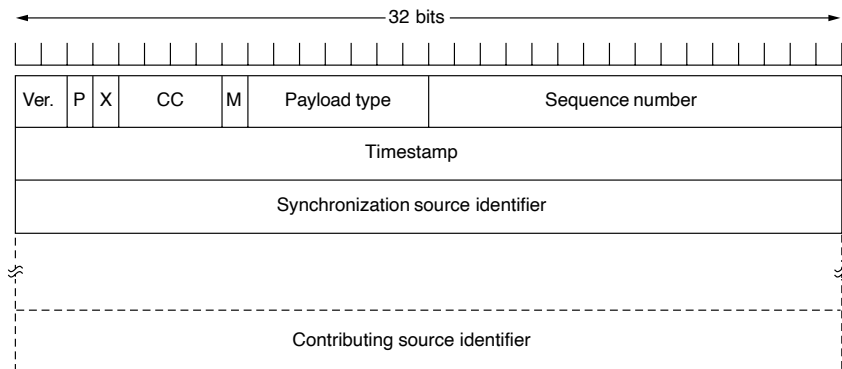 32 bits
Ver. P X CC M Payload type Sequence number
Timestamp
Synchronization source identifier
Contributing source identifier